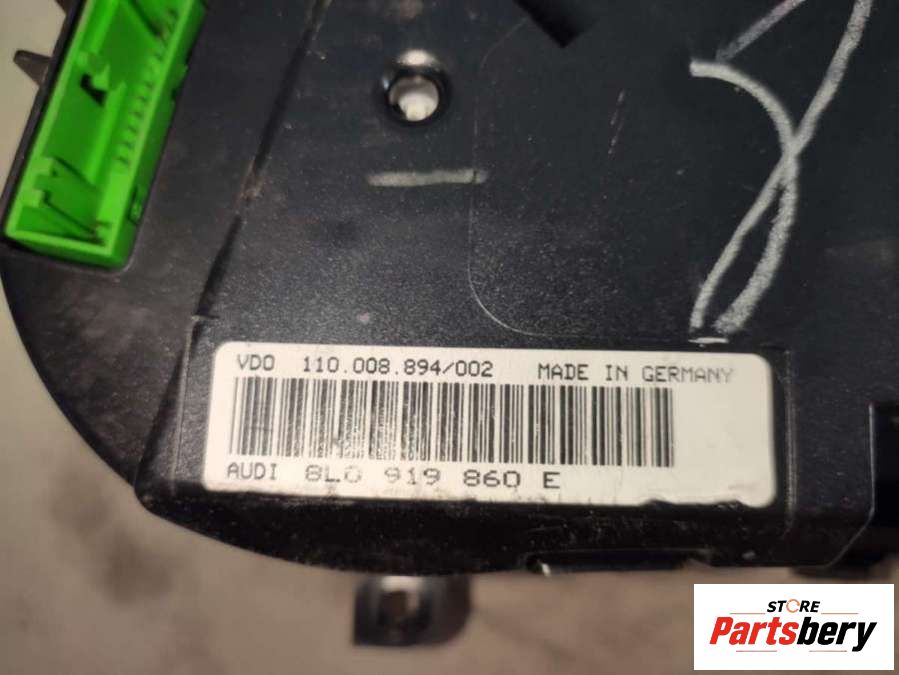 VDO 110.008.894/002 MADE IN GERMANY
AUDI 8L0 919 860 E
STORE
Partsbery